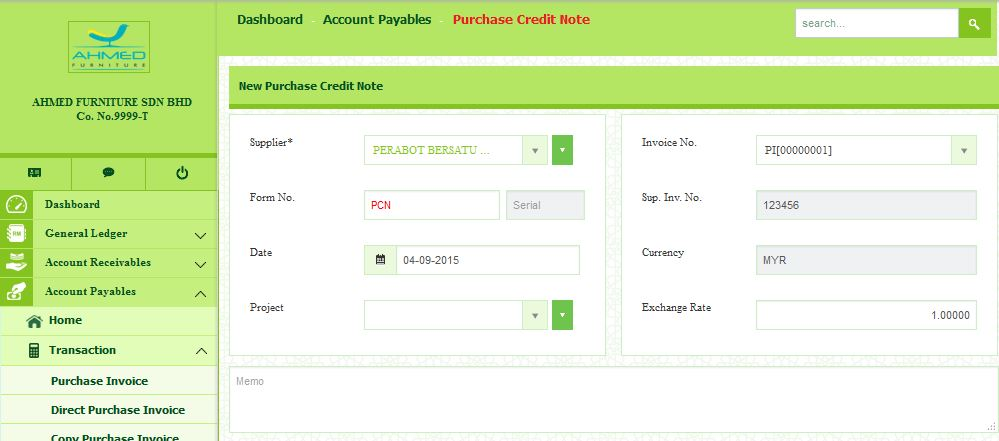 AHMED
FURNITURE
AHMED FURNITURE SDN BHD
Co. No.9999-T
Dashboard
RM
General Ledger
Account Receivables
Account Payables
Home
Transaction
Purchase Invoice
Direct Purchase Invoice
Copy Purchase Invoice
Dashboard - Account Payables - Purchase Credit Note
search...
New Purchase Credit Note
Supplier*
PERABOT BERSATU ...
Form No.
PCN
Serial
Date
04-09-2015
Project
Invoice No.
PI[00000001]
Sup. Inv. No.
123456
Currency
MYR
Exchange Rate
1.00000
Memo